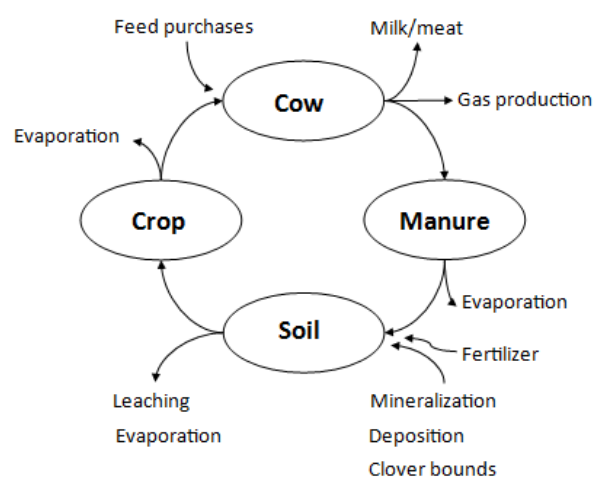 Feed purchases
Milk/meat
Cow
Gas production
Evaporation
Crop
Manure
Evaporation
Soil
Fertilizer
Leaching
Mineralization
Evaporation
Deposition
Clover bounds